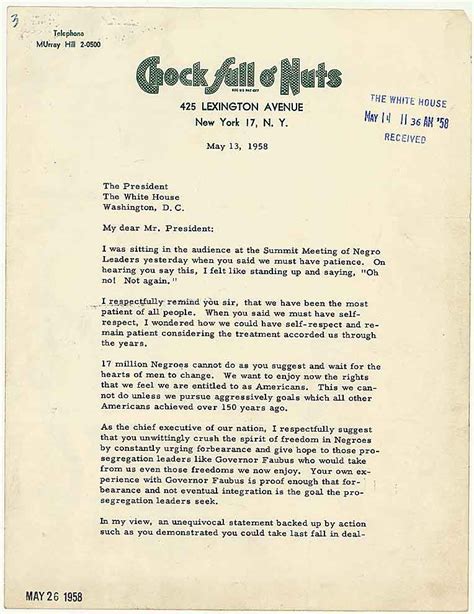 3
Telephone
MUrray Hill 2-0500
Chock full o' Nuts
425 LEXINGTON AVENUE
New York 17, N. Y.
THE WHITE HOUSE
MAY 14 11 36 AM '58
RECEIVED
May 13, 1958
The President
The White House
Washington, D. C.
My dear Mr. President:
I was sitting in the audience at the Summit Meeting of Negro
Leaders yesterday when you said we must have patience. On
hearing you say this, I felt like standing up and saying, "Oh
no! Not again."
I respectfully remind you sir, that we have been the most
patient of all people. When you said we must have self-
respect, I wondered how we could have self-respect and re-
main patient considering the treatment accorded us through
the years.
17 million Negroes cannot do as you suggest and wait for the
hearts of men to change. We want to enjoy now the rights
that we feel we are entitled to as Americans. This we can-
not do unless we pursue aggressively goals which all other
Americans achieved over 150 years ago.
As the chief executive of our nation, I respectfully suggest
that you unwittingly crush the spirit of freedom in Negroes
by constantly urging forbearance and give hope to those pro-
segregation leaders like Governor Faubus who would take
from us even those freedoms we now enjoy. Your own ex-
perience with Governor Faubus is proof enough that for-
bearance and not eventual integration is the goal the pro-
segregation leaders seek.
In my view, an unequivocal statement backed up by action
such as you demonstrated you could take last fall in deal-
MAY 26 1958